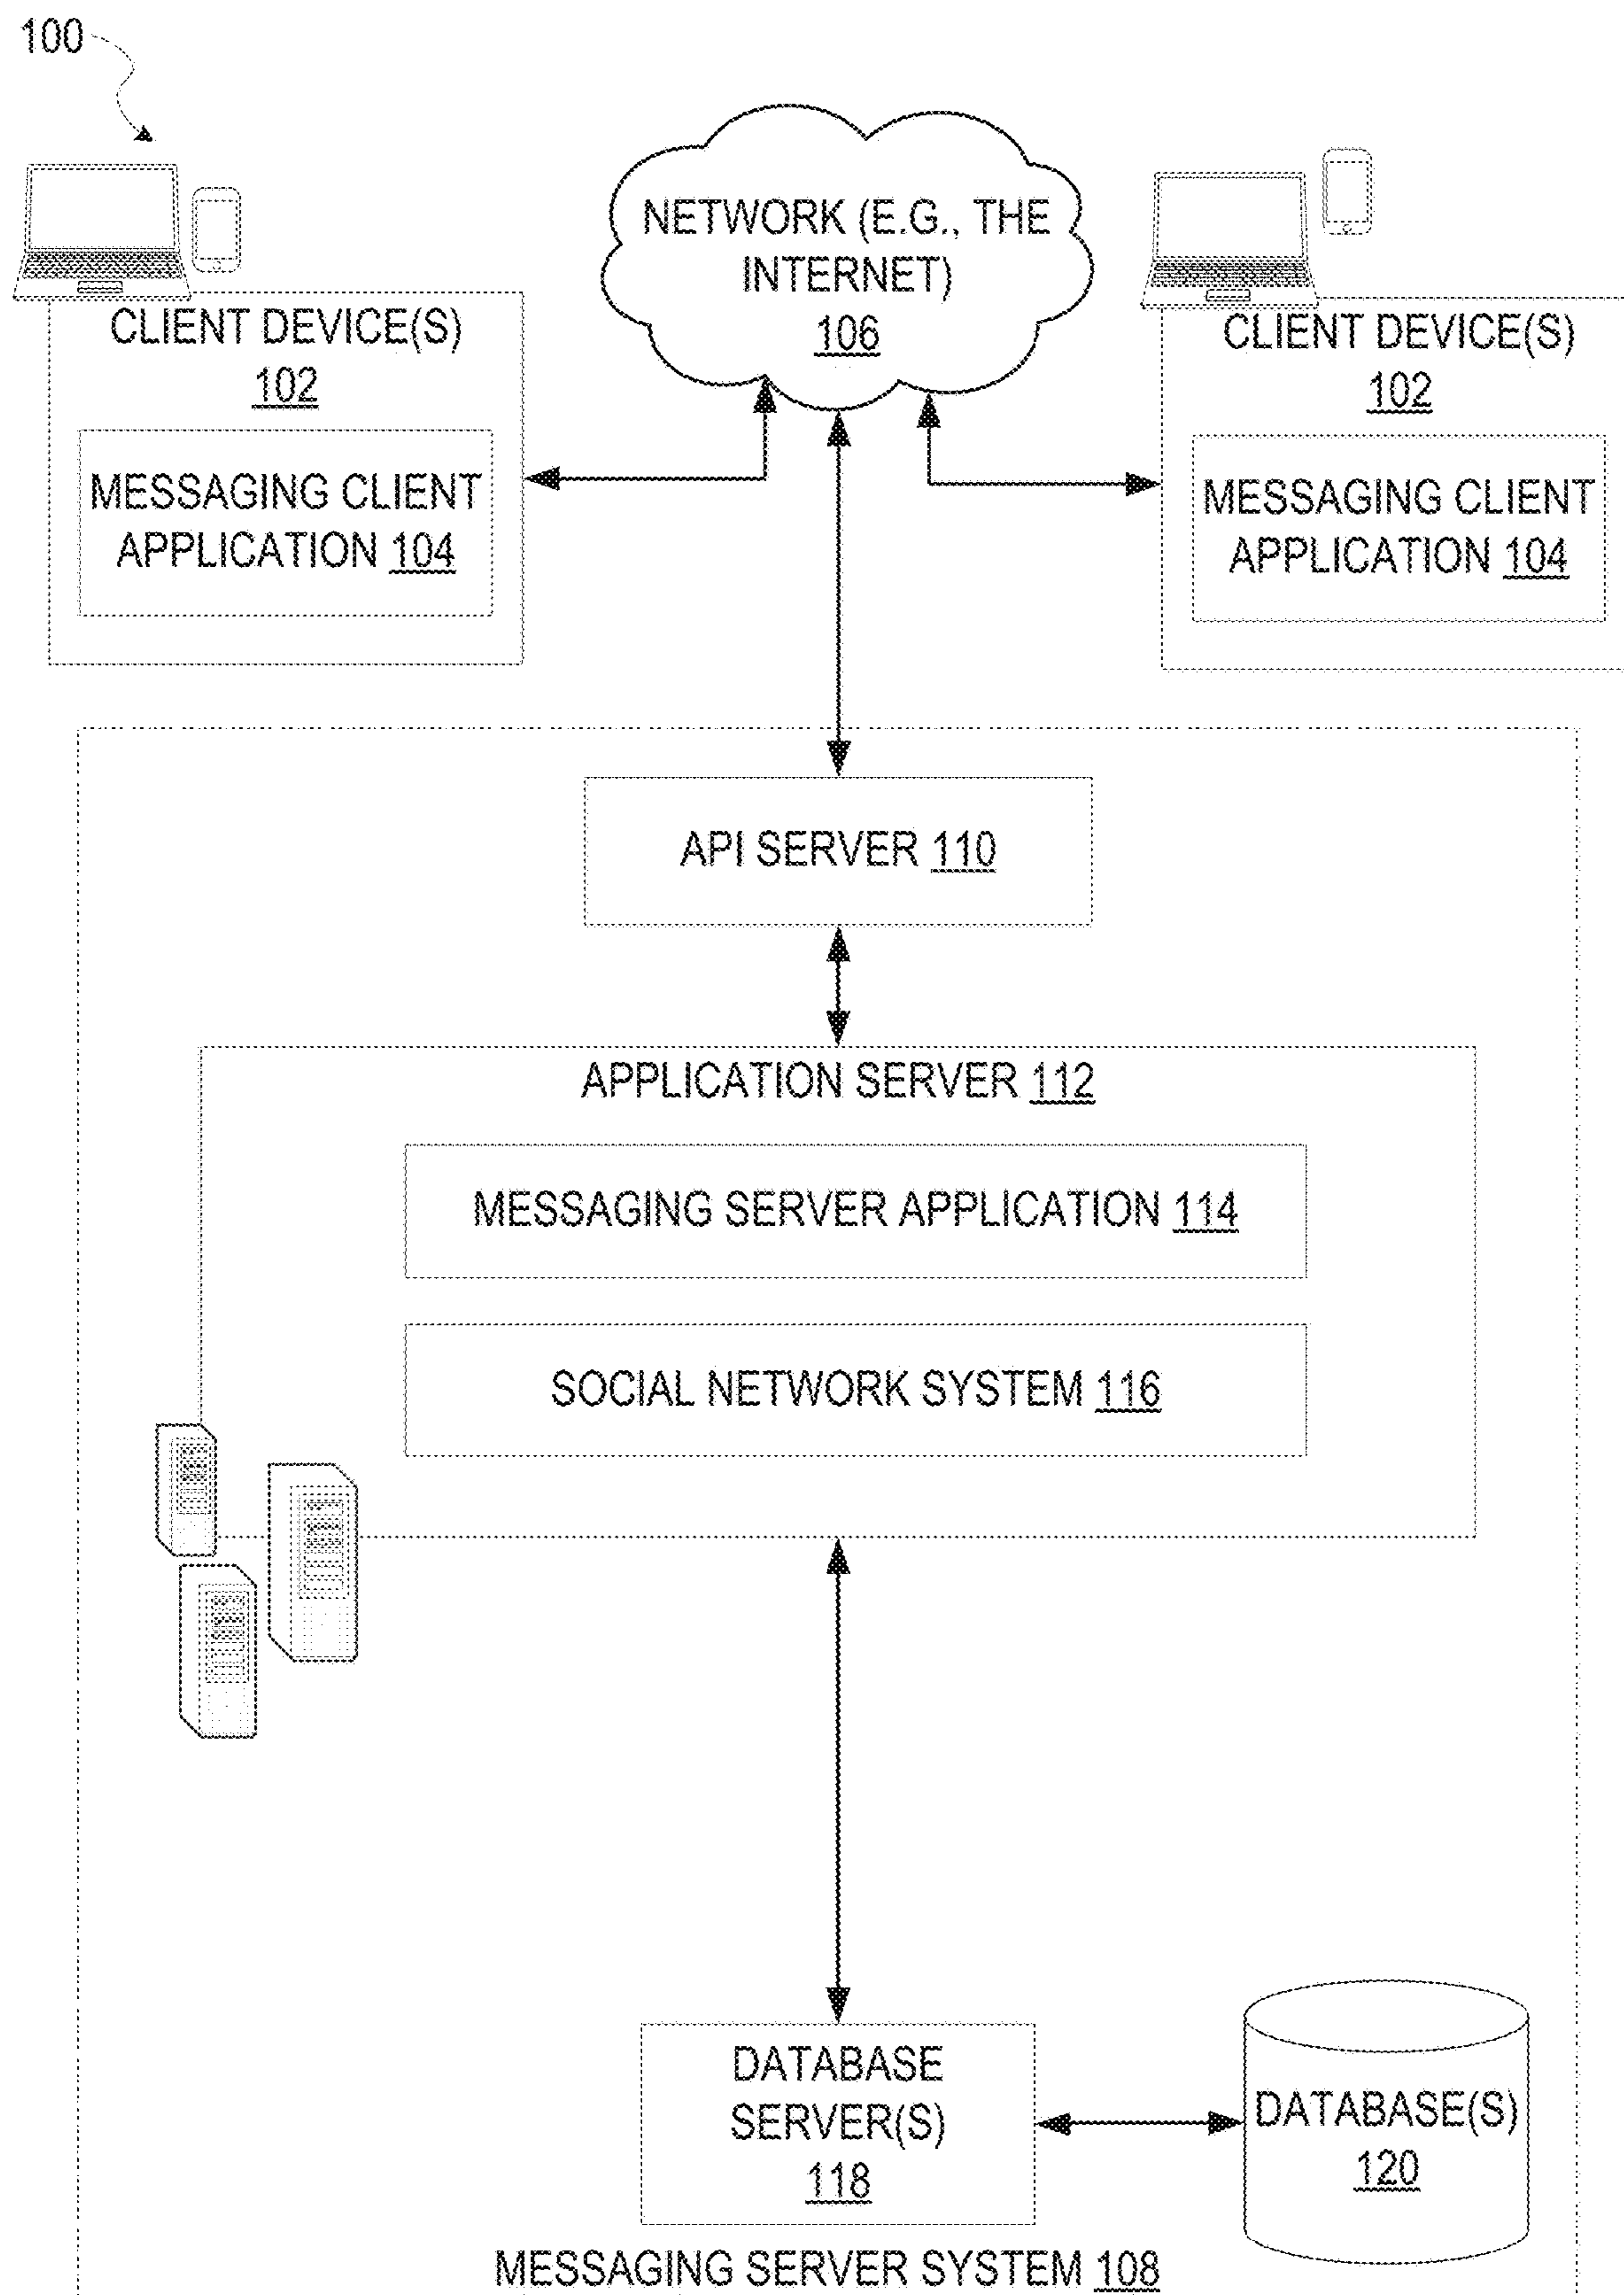 100
NETWORK (E.G., THE
INTERNET)
106
CLIENT DEVICE(S)
102
MESSAGING CLIENT
APPLICATION 104
CLIENT DEVICE(S)
102
MESSAGING CLIENT
APPLICATION 104
API SERVER 110
APPLICATION SERVER 112
MESSAGING SERVER APPLICATION 114
SOCIAL NETWORK SYSTEM 116
DATABASE
SERVER(S)
118
DATABASE(S)
120
MESSAGING SERVER SYSTEM 108